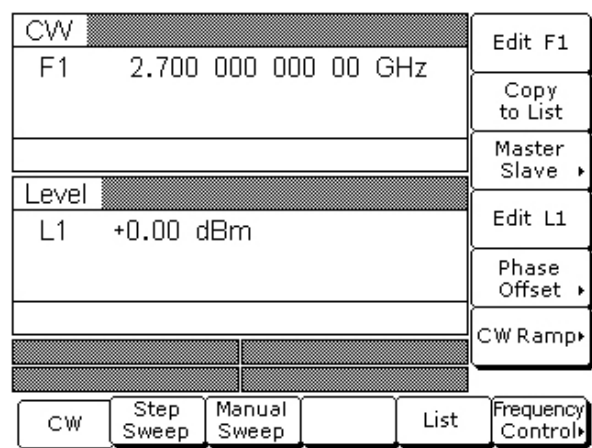 CW
F1 2.700 000 000 00 GHz
Level
L1 +0.00 dBm
Edit F1
Copy
to List
Master
Slave
Edit L1
Phase
Offset
CW Ramp
CW
Step
Sweep
Manual
Sweep
List
Frequency
Control